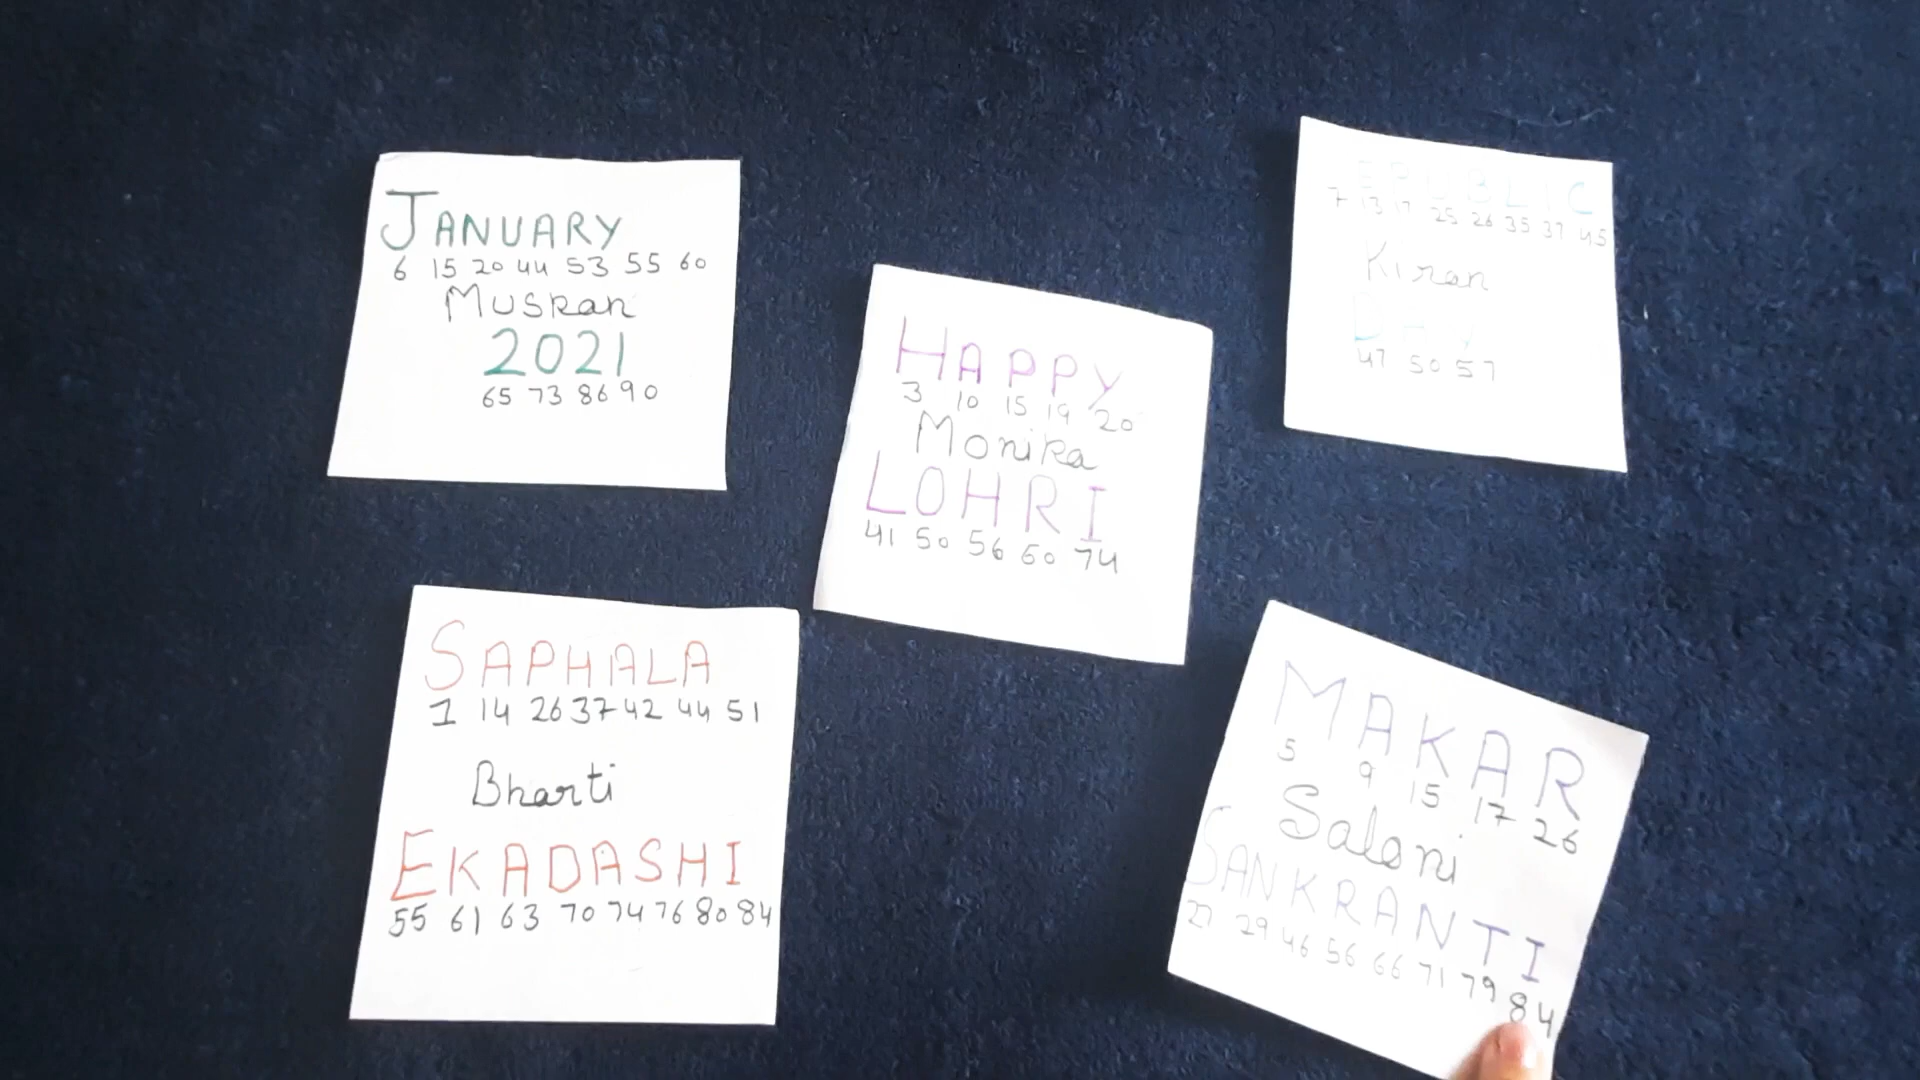 JANUARY
6 15 20 44 53 55 60
Muskan
2021
65 73 86 90
HAPPY
3 10 15 19 20
Monika
LOHRI
41 50 56 60 74
EPUBLIC
7 13 17 25 26 35 37 45
Kiran
DAY
47 50 57
SAPHALA
1 14 26 37 42 44 51
Bharti
EKADASHI
55 61 63 70 74 76 80 84
MAKAR
5 9 15 17 26
Saloni
SANKRANTI
27 29 46 56 66 71 79 84